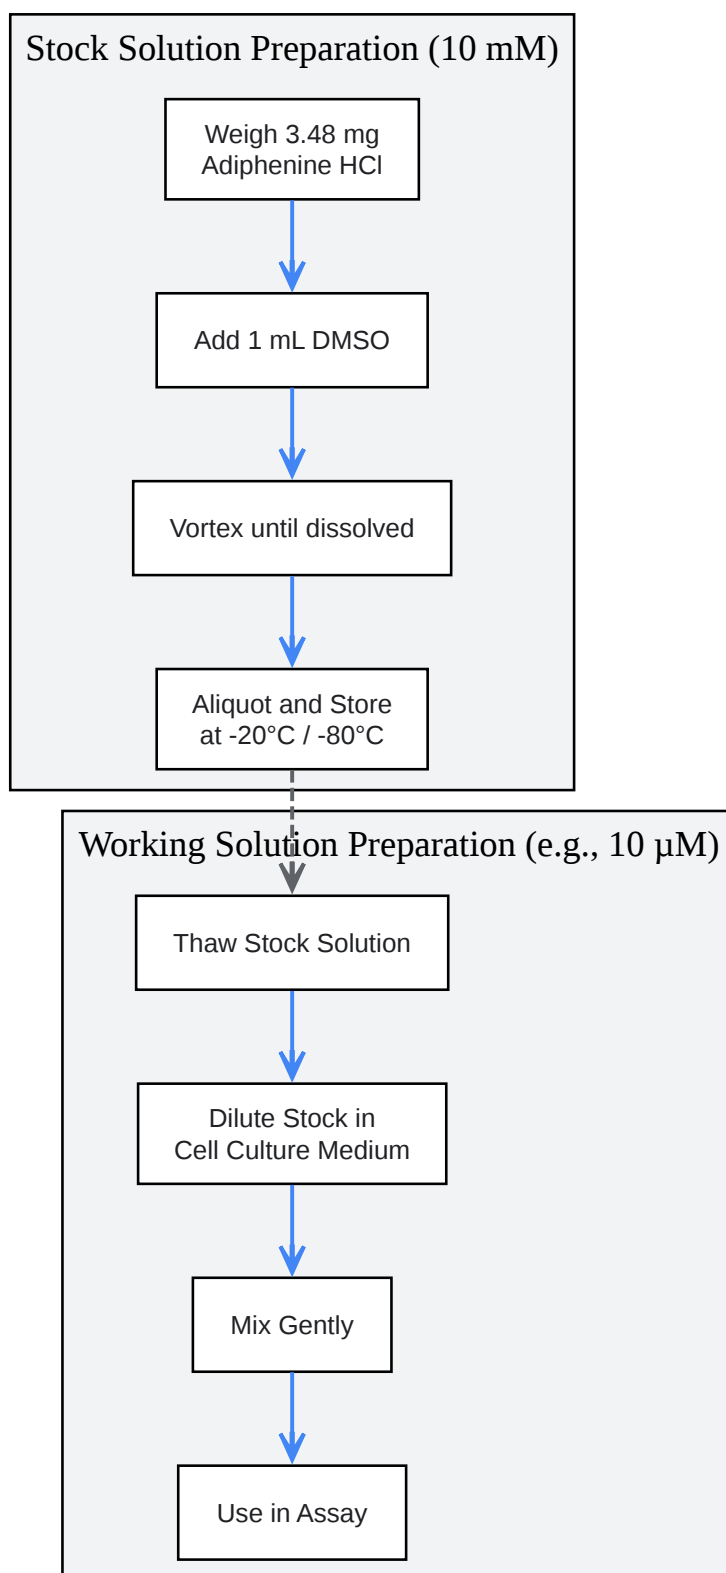 Stock Solution Preparation (10 mM)
Weigh 3.48 mg
Adiphenine HCl
Add 1 mL DMSO
Vortex until dissolved
Aliquot and Store
at -20°C / -80°C
Working Solution Preparation (e.g., 10 µM)
Thaw Stock Solution
Dilute Stock in
Cell Culture Medium
Mix Gently
Use in Assay